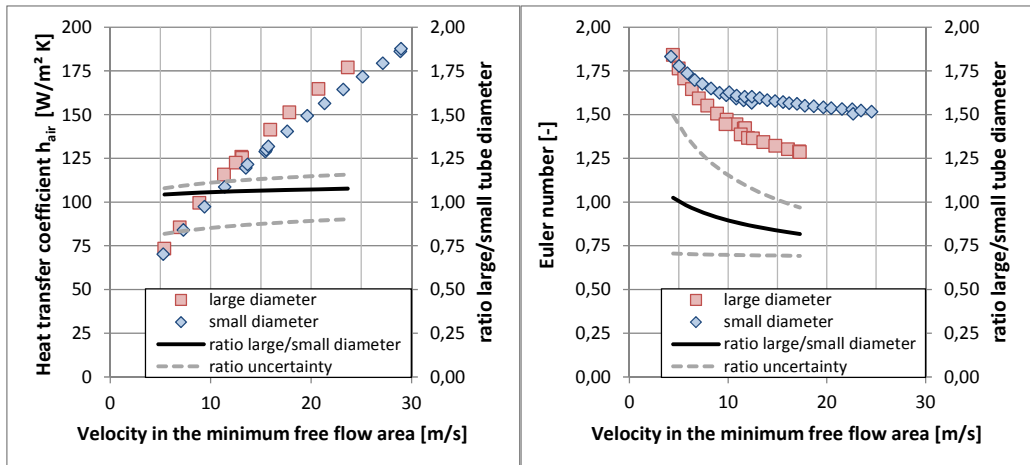 Heat transfer coefficient h_air [W/m² K]
200
175
150
125
100
75
50
25
0
2,00
1,75
1,50
1,25
1,00
0,75
0,50
0,25
0,00
ratio large/small tube diameter
large diameter
small diameter
ratio large/small diameter
ratio uncertainty
0 10 20 30
Velocity in the minimum free flow area [m/s]
Euler number [-]
2,00
1,75
1,50
1,25
1,00
0,75
0,50
0,25
0,00
2,00
1,75
1,50
1,25
1,00
0,75
0,50
0,25
0,00
ratio large/small tube diameter
large diameter
small diameter
ratio large/small diameter
ratio uncertainty
0 10 20 30
Velocity in the minimum free flow area [m/s]